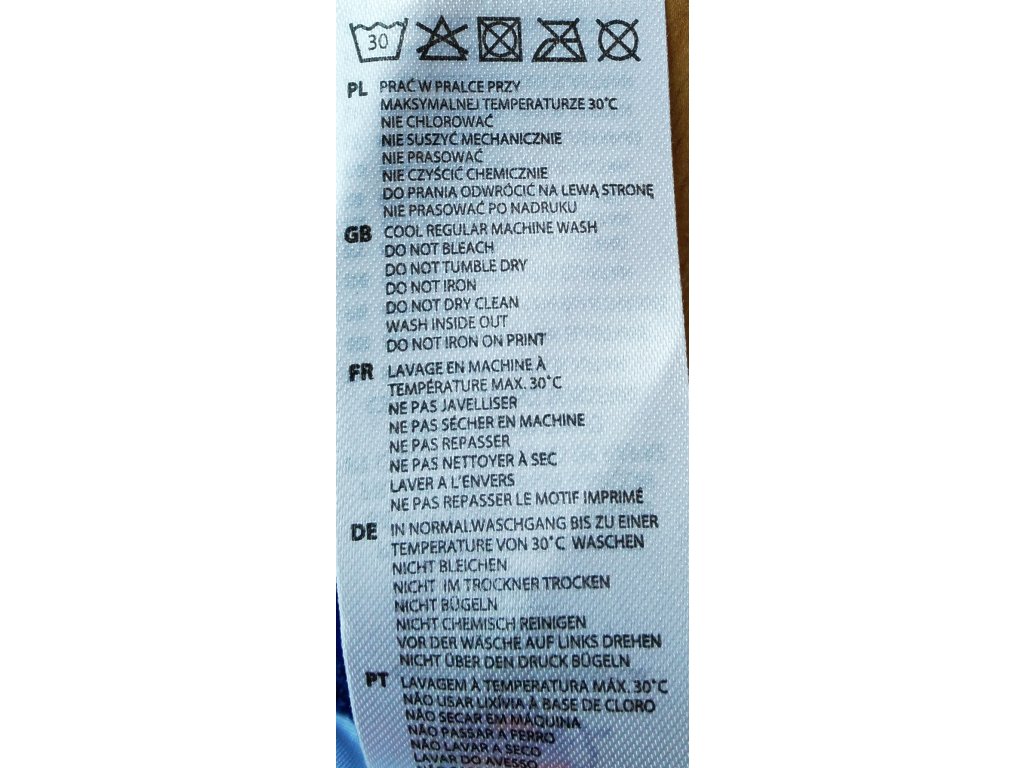 30
PL PRAĆ W PRALCE PRZY
MAKSYMALNEJ TEMPERATURZE 30°C
NIE CHLOROWAĆ
NIE SUSZYĆ MECHANICZNIE
NIE PRASOWAĆ
NIE CZYŚCIĆ CHEMICZNIE
DO PRANIA ODWRÓCIĆ NA LEWĄ STRONĘ
NIE PRASOWAĆ PO NADRUKU
GB COOL REGULAR MACHINE WASH
DO NOT BLEACH
DO NOT TUMBLE DRY
DO NOT IRON
DO NOT DRY CLEAN
WASH INSIDE OUT
DO NOT IRON ON PRINT
FR LAVAGE EN MACHINE À
TEMPÉRATURE MAX. 30°C
NE PAS JAVELLISER
NE PAS SÉCHER EN MACHINE
NE PAS REPASSER
NE PAS NETTOYER À SEC
LAVER A L'ENVERS
NE PAS REPASSER LE MOTIF IMPRIMÉ
DE IN NORMALWASCHGANG BIS ZU EINER
TEMPERATURE VON 30°C WASCHEN
NICHT BLEICHEN
NICHT IM TROCKNER TROCKEN
NICHT BÜGELN
NICHT CHEMISCH REINIGEN
VOR DER WÄSCHE AUF LINKS DREHEN
NICHT ÜBER DEN DRUCK BÜGELN
PT LAVAGEM À TEMPERATURA MÁX. 30°C
NÃO USAR LIXÍVIA À BASE DE CLORO
NÃO SECAR EM MÁQUINA
NÃO PASSAR A FERRO
NÃO LAVAR A SECO
LAVAR DO AVESSO